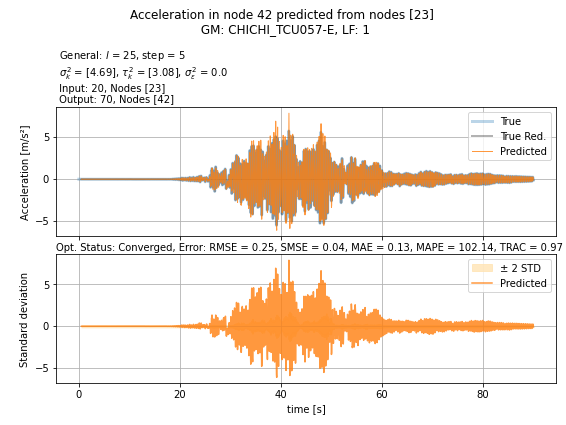 Acceleration in node 42 predicted from nodes [23]
GM: CHICHI_TCU057-E, LF: 1
General: l = 25, step = 5
σ²ₖ = [4.69], τ²ₖ = [3.08], σ²ε = 0.0
Input: 20, Nodes [23]
Output: 70, Nodes [42]
True
True Red.
Predicted
Acceleration [m/s²]
5
0
−5
Opt. Status: Converged, Error: RMSE = 0.25, SMSE = 0.04, MAE = 0.13, MAPE = 102.14, TRAC = 0.97
± 2 STD
Predicted
Standard deviation
5
0
−5
0 20 40 60 80
time [s]